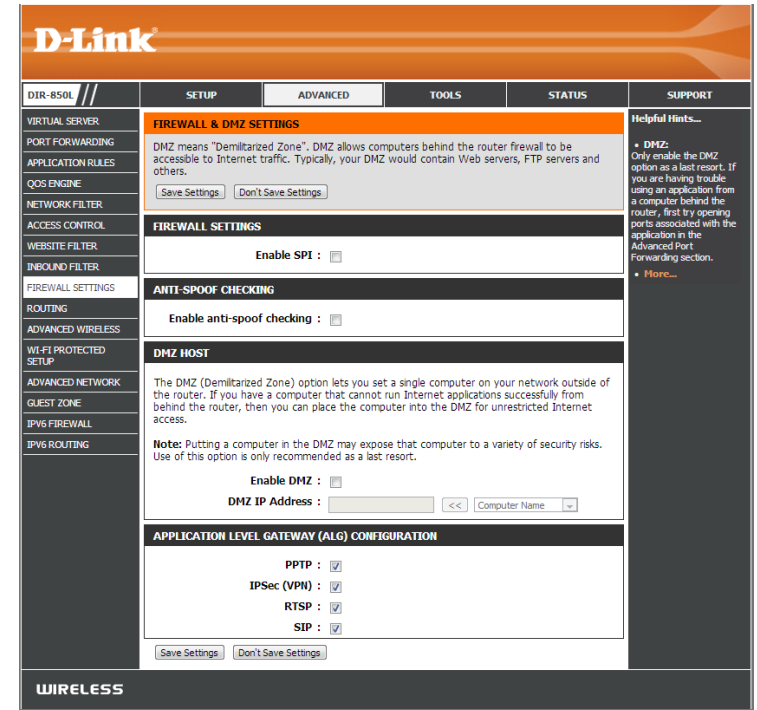 D-Link
DIR-850L
SETUP
ADVANCED
TOOLS
STATUS
SUPPORT
VIRTUAL SERVER
PORT FORWARDING
APPLICATION RULES
QOS ENGINE
NETWORK FILTER
ACCESS CONTROL
WEBSITE FILTER
INBOUND FILTER
FIREWALL SETTINGS
ROUTING
ADVANCED WIRELESS
WI-FI PROTECTED
SETUP
ADVANCED NETWORK
GUEST ZONE
IPV6 FIREWALL
IPV6 ROUTING
FIREWALL & DMZ SETTINGS
DMZ means "Demilitarized Zone". DMZ allows computers behind the router firewall to be
accessible to Internet traffic. Typically, your DMZ would contain Web servers, FTP servers and
others.
Save Settings Don't Save Settings
FIREWALL SETTINGS
Enable SPI :
ANTI-SPOOF CHECKING
Enable anti-spoof checking :
DMZ HOST
The DMZ (Demilitarized Zone) option lets you set a single computer on your network outside of
the router. If you have a computer that cannot run Internet applications successfully from
behind the router, then you can place the computer into the DMZ for unrestricted Internet
access.
Note: Putting a computer in the DMZ may expose that computer to a variety of security risks.
Use of this option is only recommended as a last resort.
Enable DMZ :
DMZ IP Address : << Computer Name
APPLICATION LEVEL GATEWAY (ALG) CONFIGURATION
PPTP :
IPSec (VPN) :
RTSP :
SIP :
Save Settings Don't Save Settings
Helpful Hints...
• DMZ:
Only enable the DMZ
option as a last resort. If
you are having trouble
using an application from
a computer behind the
router, first try opening
ports associated with the
application in the
Advanced Port
Forwarding section.
• More...
WIRELESS